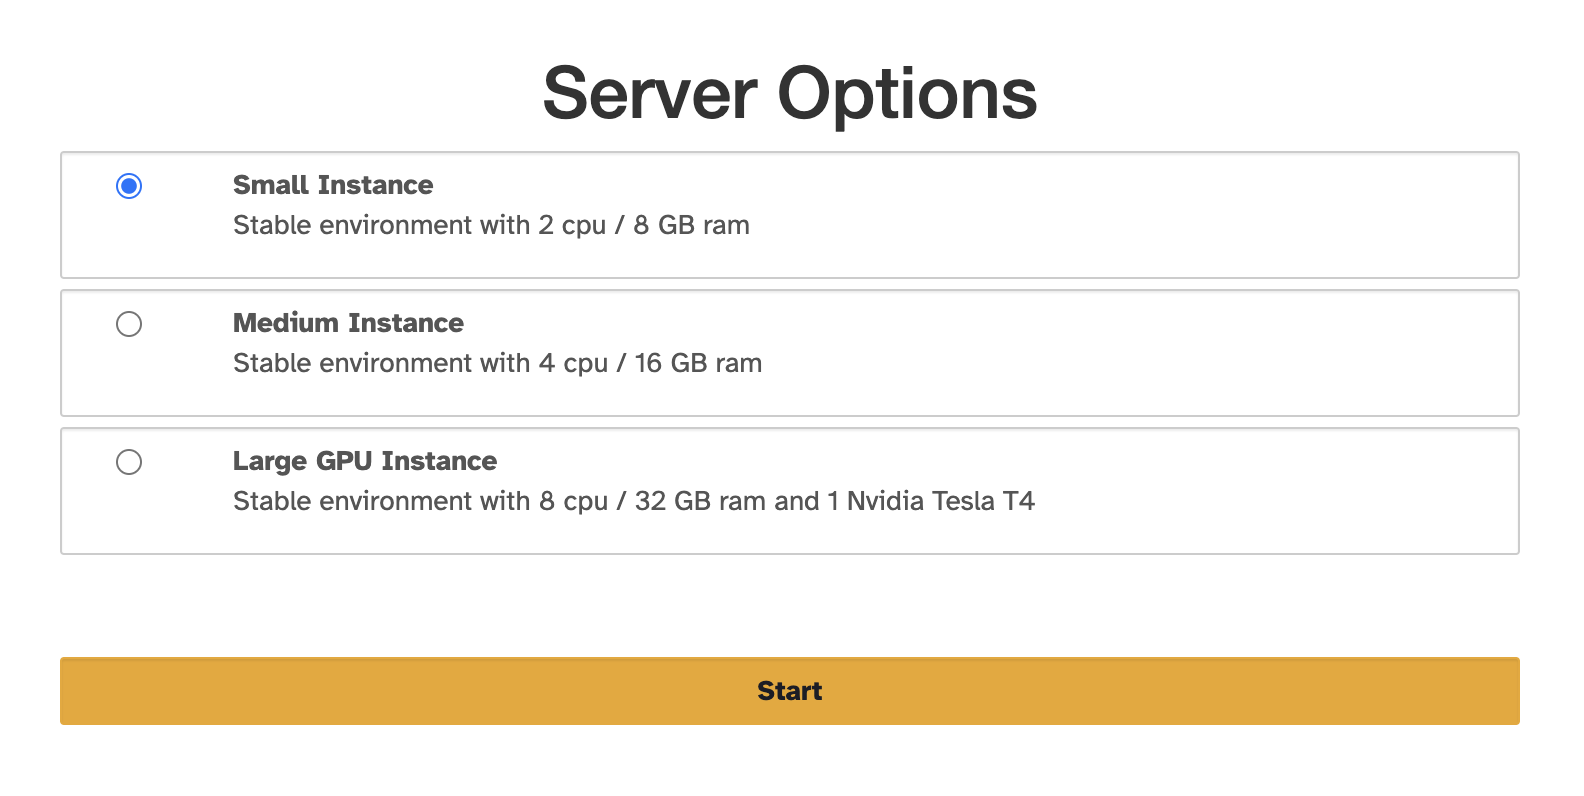 Server Options
Small Instance
Stable environment with 2 cpu / 8 GB ram
Medium Instance
Stable environment with 4 cpu / 16 GB ram
Large GPU Instance
Stable environment with 8 cpu / 32 GB ram and 1 Nvidia Tesla T4
Start